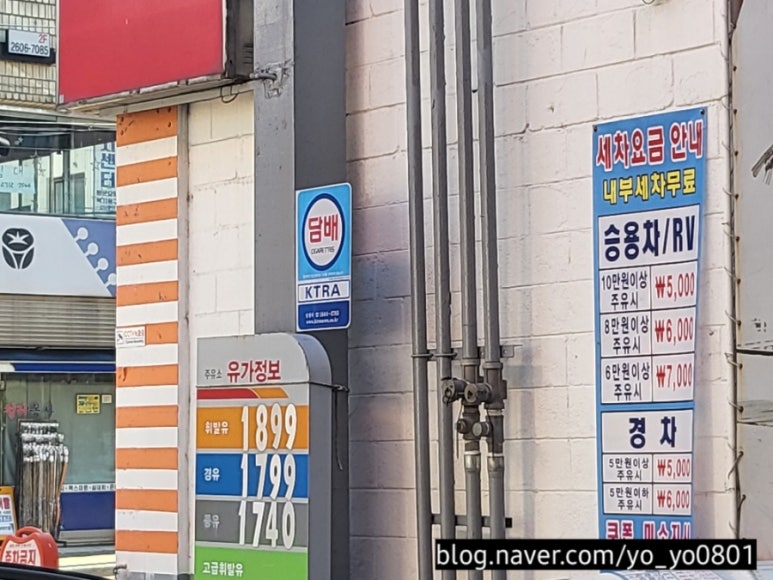 2F
2606-7085
세차요금 안내
내부세차무료
승용차/RV
10만원이상
주유시
₩5,000
8만원이상
주유시
₩6,000
6만원이상
주유시
₩7,000
경 차
5만원이상
주유시
₩5,000
5만원이하
주유시
₩6,000
담배
CIGARETTES
KTRA
주유소 유가정보
휘발유 1899
경유 1799
등유 1740
고급휘발유
주차금지
blog.naver.com/yo_yo0801